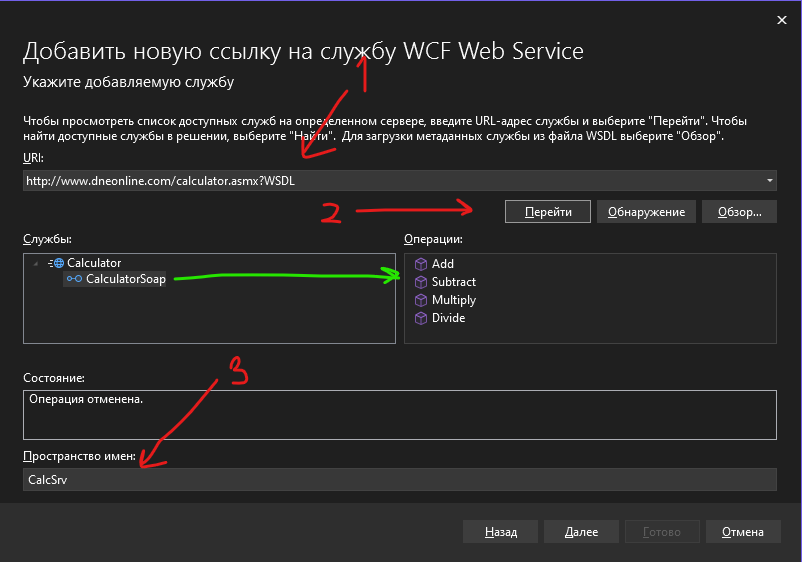 Добавить новую ссылку на службу WCF Web Service
1
Укажите добавляемую службу
Чтобы просмотреть список доступных служб на определенном сервере, введите URL-адрес службы и выберите "Перейти". Чтобы
найти доступные службы в решении, выберите "Найти".  Для загрузки метаданных службы из файла WSDL выберите "Обзор".
URI:
http://www.dneonline.com/calculator.asmx?WSDL
2
Перейти Обнаружение Обзор...
Службы: Операции:
Calculator Add
CalculatorSoap Subtract
Multiply
Divide
3
Состояние:
Операция отменена.
Пространство имен:
CalcSrv
Назад Далее Готово Отмена